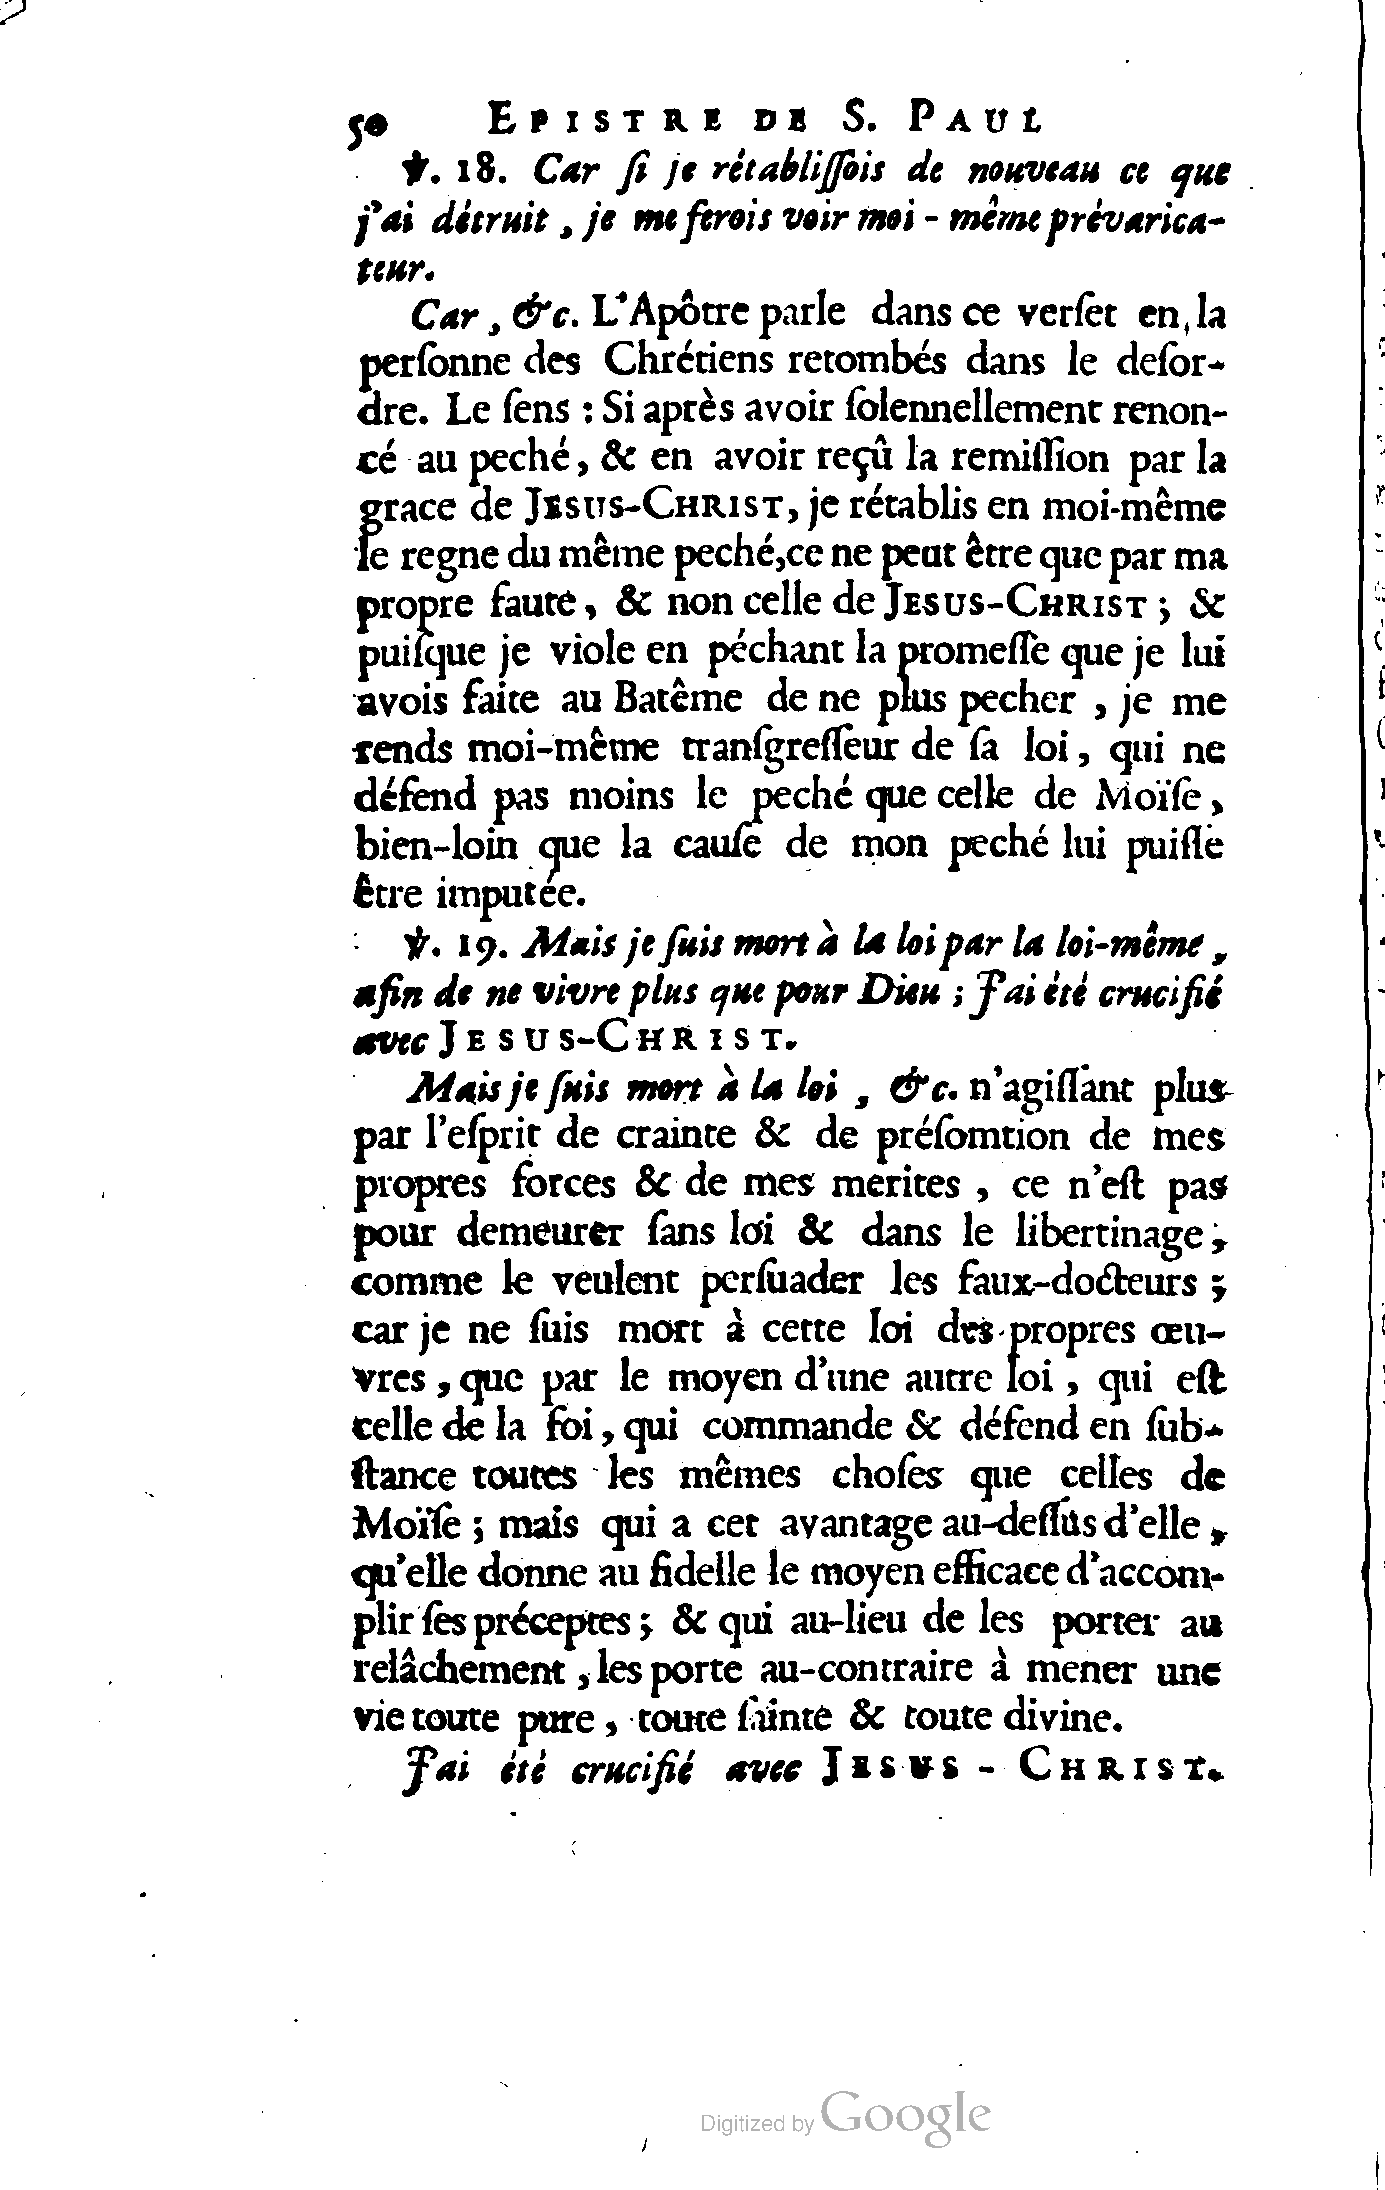 50 EPISTRE DE S. PAUL
℣. 18. Car ſi je rétabliſſois de nouveau ce que
j'ai détruit, je me ferois voir moi-même prévarica-
teur.
Car, &c. L'Apôtre parle dans ce verſet en la
perſonne des Chrétiens retombés dans le deſor-
dre. Le ſens : Si après avoir ſolennellement renon-
cé au peché, & en avoir reçû la remiſſion par la
grace de JESUS-CHRIST, je rétablis en moi-même
le regne du même peché, ce ne peut être que par ma
propre faute, & non celle de JESUS-CHRIST; &
puiſque je viole en péchant la promeſſe que je lui
avois faite au Batême de ne plus pecher, je me
rends moi-même tranſgreſſeur de ſa loi, qui ne
défend pas moins le peché que celle de Moïſe,
bien-loin que la cauſe de mon peché lui puiſſe
être imputée.
℣. 19. Mais je ſuis mort à la loi par la loi-même,
afin de ne vivre plus que pour Dieu; J'ai été crucifié
avec JESUS-CHRIST.
Mais je ſuis mort à la loi, &c. n'agiſſant plus
par l'eſprit de crainte & de préſomtion de mes
propres forces & de mes merites, ce n'eſt pas
pour demeurer ſans loi & dans le libertinage,
comme le veulent perſuader les faux-docteurs;
car je ne ſuis mort à cette loi des propres œu-
vres, que par le moyen d'une autre loi, qui eſt
celle de la foi, qui commande & défend en ſub-
ſtance toutes les mêmes choſes que celles de
Moïſe; mais qui a cet avantage au-deſſus d'elle,
qu'elle donne au fidelle le moyen efficace d'accom-
plir ſes préceptes; & qui au-lieu de les porter au
relâchement, les porte au-contraire à mener une
vie toute pure, toute ſainte & toute divine.
J'ai été crucifié avec JESUS-CHRIST.
Digitized by Google